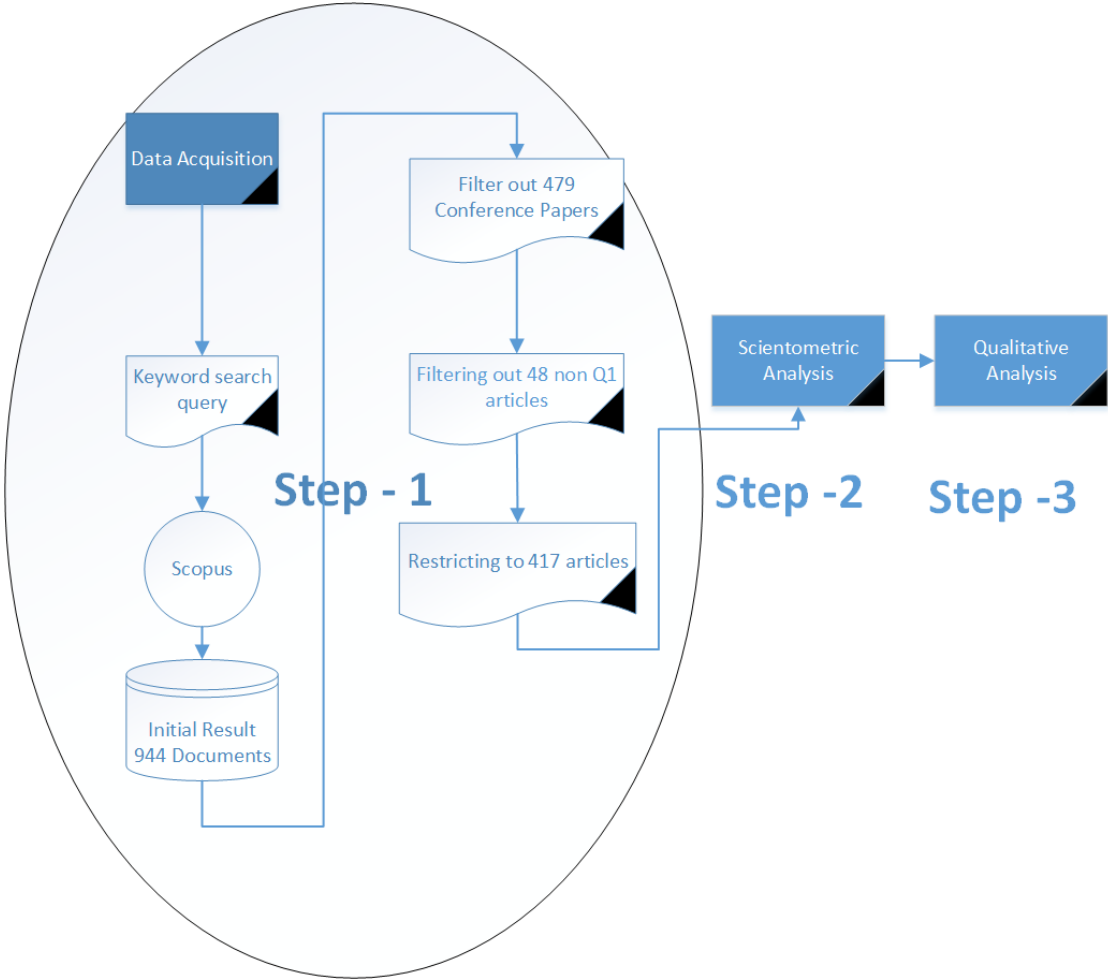 Data Acquisition
Keyword search
query
Scopus
Initial Result
944 Documents
Filter out 479
Conference Papers
Filtering out 48 non Q1
articles
Restricting to 417 articles
Step - 1
Scientometric
Analysis
Step -2
Qualitative
Analysis
Step -3